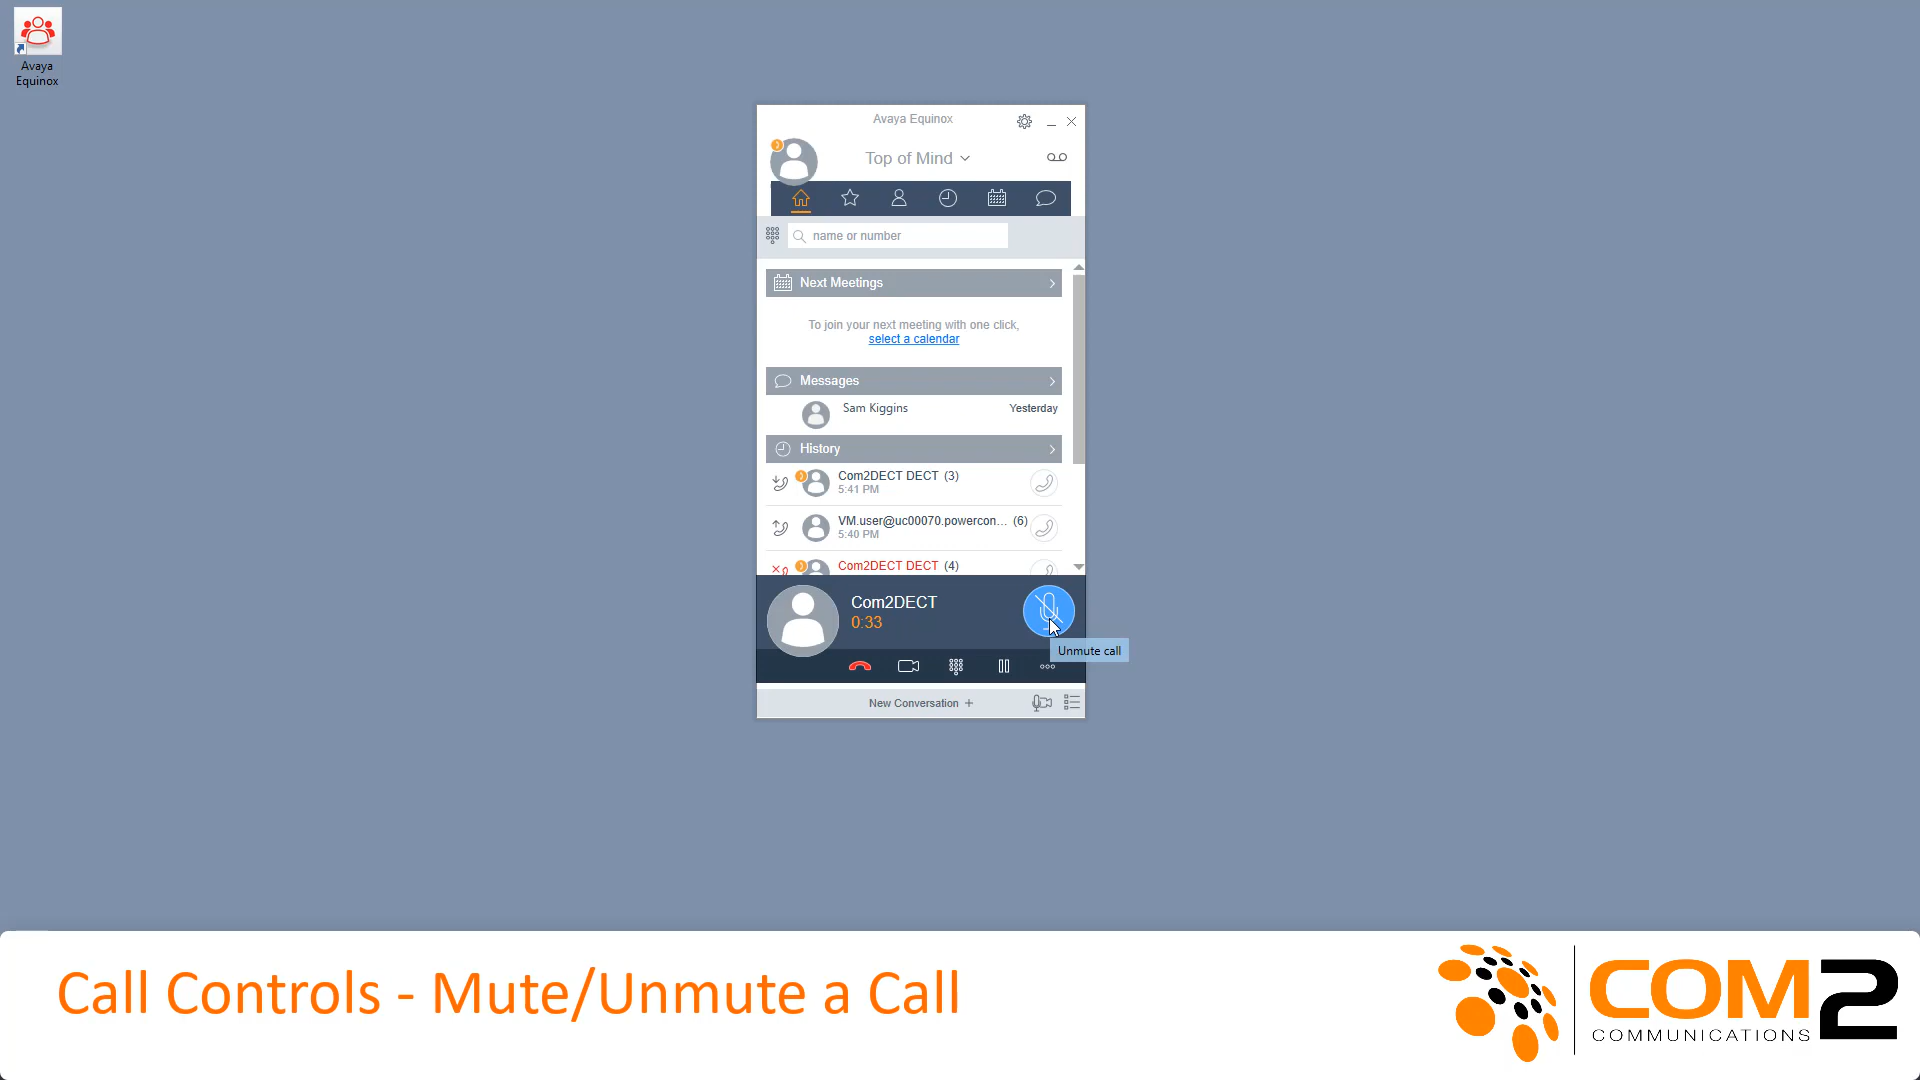 Avaya
Equinox
Avaya Equinox
Top of Mind
name or number
Next Meetings
To join your next meeting with one click,
select a calendar
Messages
Sam Kiggins Yesterday
History
Com2DECT DECT (3)
5:41 PM
VM.user@uc00070.powercon... (6)
5:40 PM
Com2DECT DECT (4)
Com2DECT
0:33
Unmute call
New Conversation +
Call Controls - Mute/Unmute a Call
COM2
COMMUNICATIONS